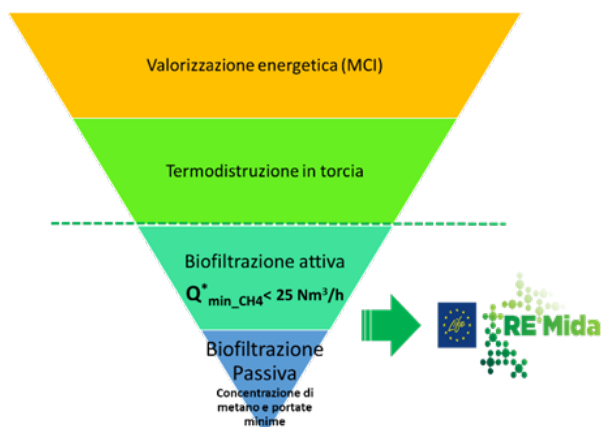 Valorizzazione energetica (MCI)
Termodistruzione in torcia
Biofiltrazione attiva
Q*min_CH4< 25 Nm³/h
Biofiltrazione
Passiva
Concentrazione di
metano e portate
minime
Life
RE Mida